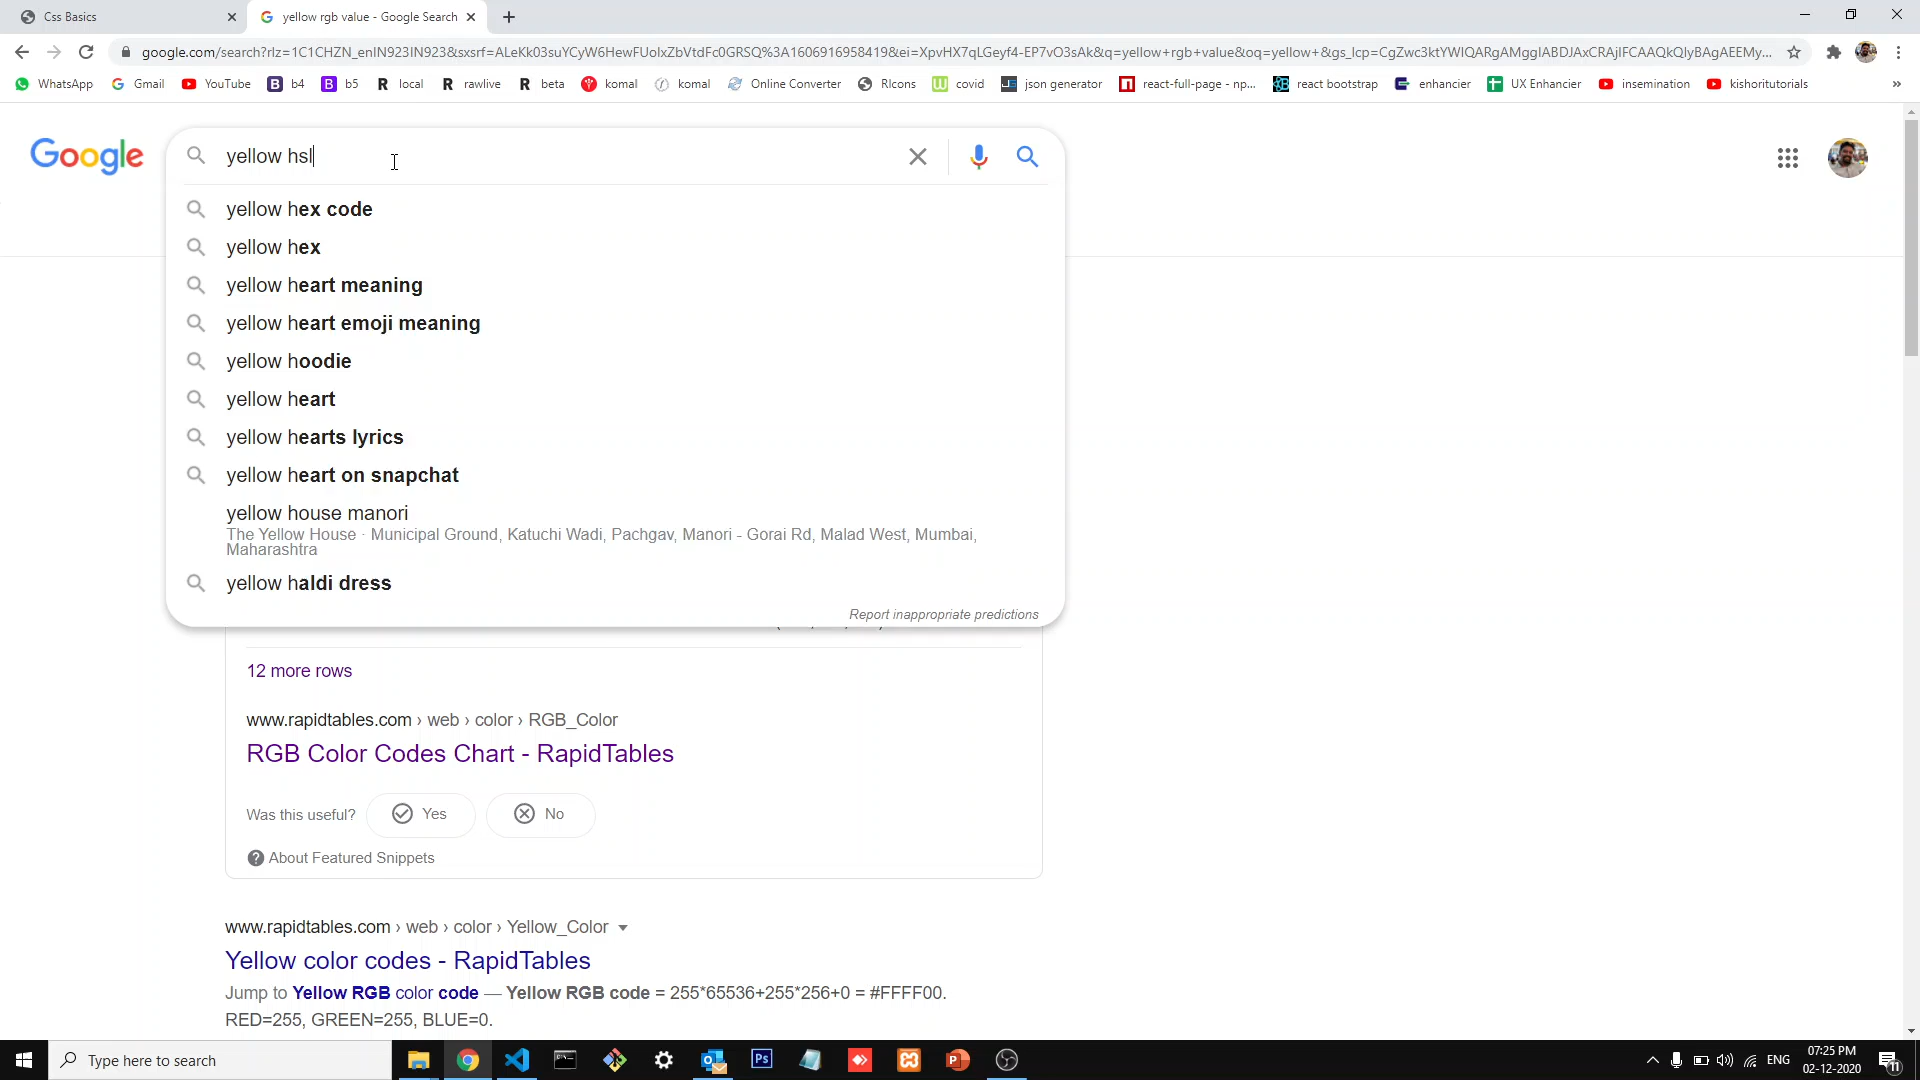 Css Basics
yellow rgb value - Google Search
google.com/search?rlz=1C1CHZN_enIN923IN923&sxsrf=ALeKk03suYCyW6HewFUoIxZbVtdFc0GRSQ%3A1606916958419&ei=XpvHX7qLGeyf4-EP7vO3sAk&q=yellow+rgb+value&oq=yellow+&gs_lcp=CgZwc3ktYWIQARgAMggIABDJAxCRAjIFCAAQkQIyBAgAEEMy...
WhatsApp Gmail YouTube b4 b5 local rawlive beta komal komal Online Converter RIcons covid json generator react-full-page - np... react bootstrap enhancier UX Enhancier insemination kishoritutorials »
Google
yellow hsl
yellow hex code
yellow hex
yellow heart meaning
yellow heart emoji meaning
yellow hoodie
yellow heart
yellow hearts lyrics
yellow heart on snapchat
yellow house manori
The Yellow House · Municipal Ground, Katuchi Wadi, Pachgav, Manori - Gorai Rd, Malad West, Mumbai,
Maharashtra
yellow haldi dress
Report inappropriate predictions
12 more rows
www.rapidtables.com › web › color › RGB_Color
RGB Color Codes Chart - RapidTables
Was this useful? Yes No
About Featured Snippets
www.rapidtables.com › web › color › Yellow_Color
Yellow color codes - RapidTables
Jump to Yellow RGB color code — Yellow RGB code = 255*65536+255*256+0 = #FFFF00.
RED=255, GREEN=255, BLUE=0.
Type here to search
ENG
07:25 PM
02-12-2020
11